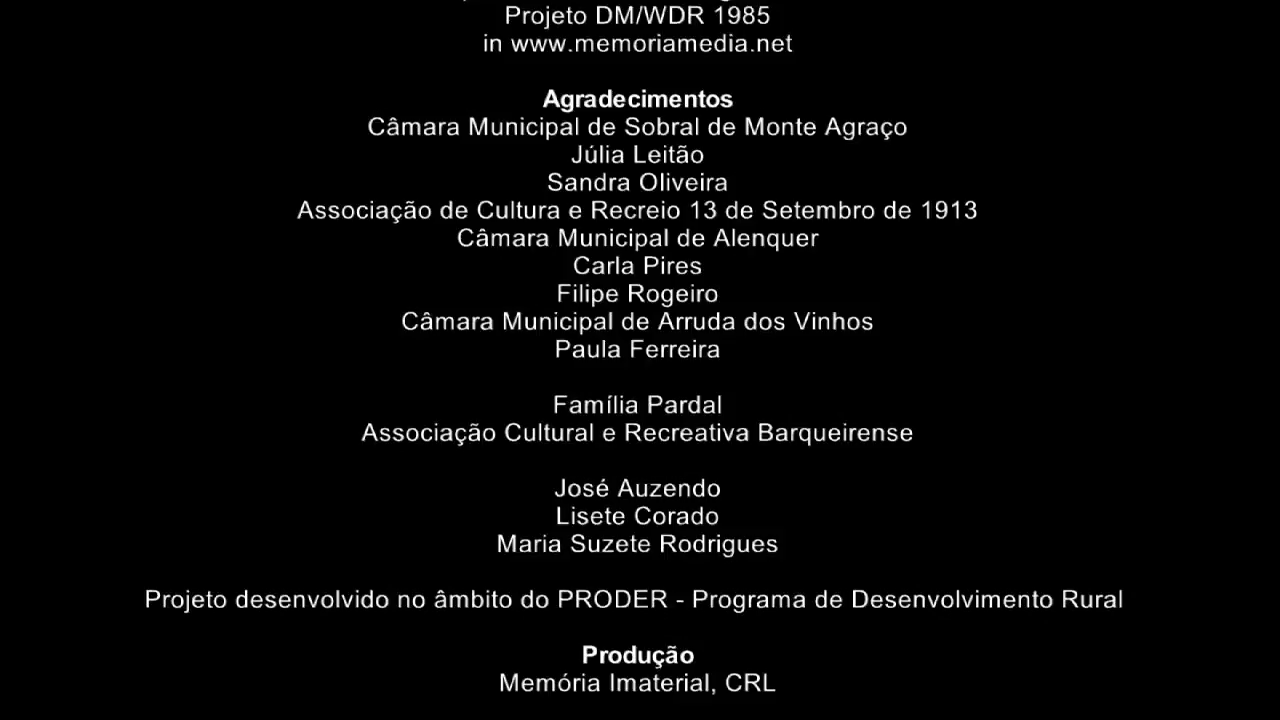 Projeto DM/WDR 1985
in www.memoriamedia.net
Agradecimentos
Câmara Municipal de Sobral de Monte Agraço
Júlia Leitão
Sandra Oliveira
Associação de Cultura e Recreio 13 de Setembro de 1913
Câmara Municipal de Alenquer
Carla Pires
Filipe Rogeiro
Câmara Municipal de Arruda dos Vinhos
Paula Ferreira
Família Pardal
Associação Cultural e Recreativa Barqueirense
José Auzendo
Lisete Corado
Maria Suzete Rodrigues
Projeto desenvolvido no âmbito do PRODER - Programa de Desenvolvimento Rural
Produção
Memória Imaterial, CRL